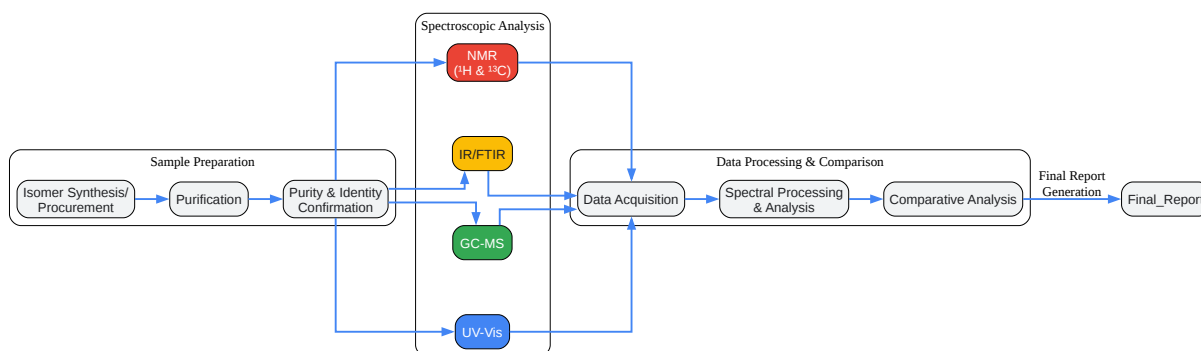 Spectroscopic Analysis
NMR
(¹H & ¹³C)
IR/FTIR
GC-MS
UV-Vis
Sample Preparation
Isomer Synthesis/
Procurement
Purification
Purity & Identity
Confirmation
Data Processing & Comparison
Data Acquisition
Spectral Processing
& Analysis
Comparative Analysis
Final Report
Generation
Final_Report